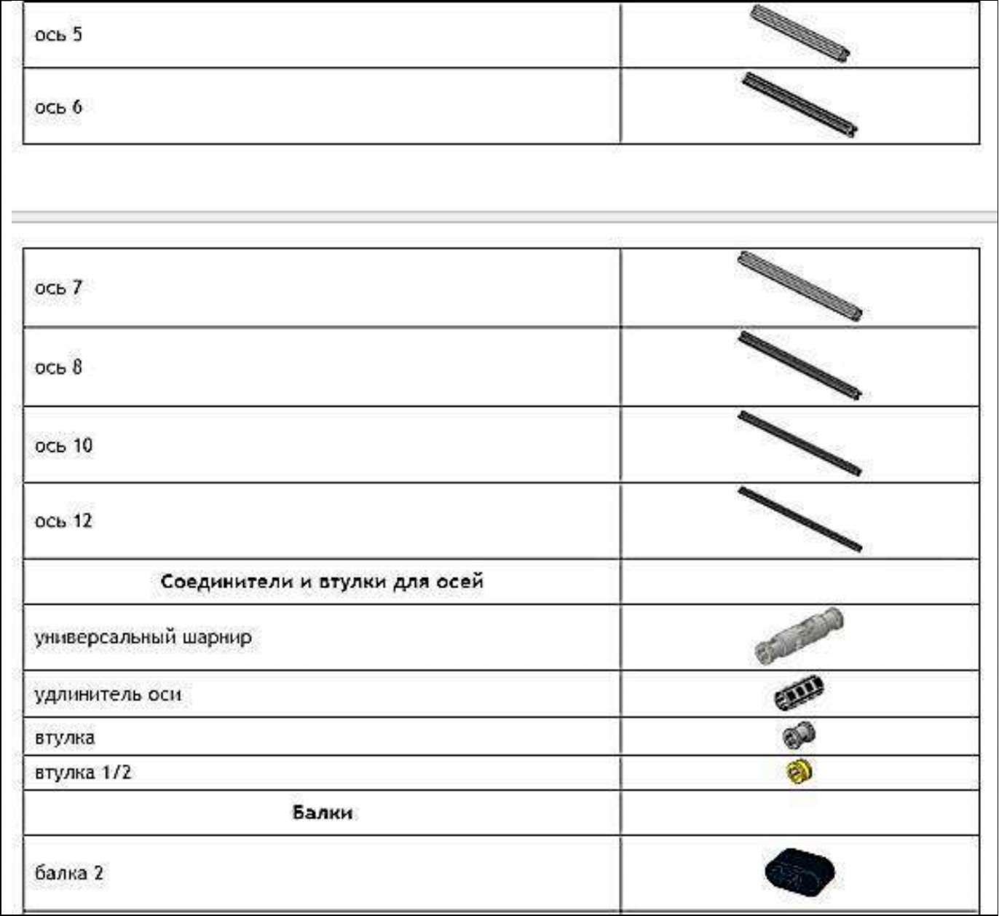 ось 5
ось 6
ось 7
ось 8
ось 10
ось 12
Соединители и втулки для осей
универсальный шарнир
удлинитель оси
втулка
втулка 1/2
Балки
балка 2